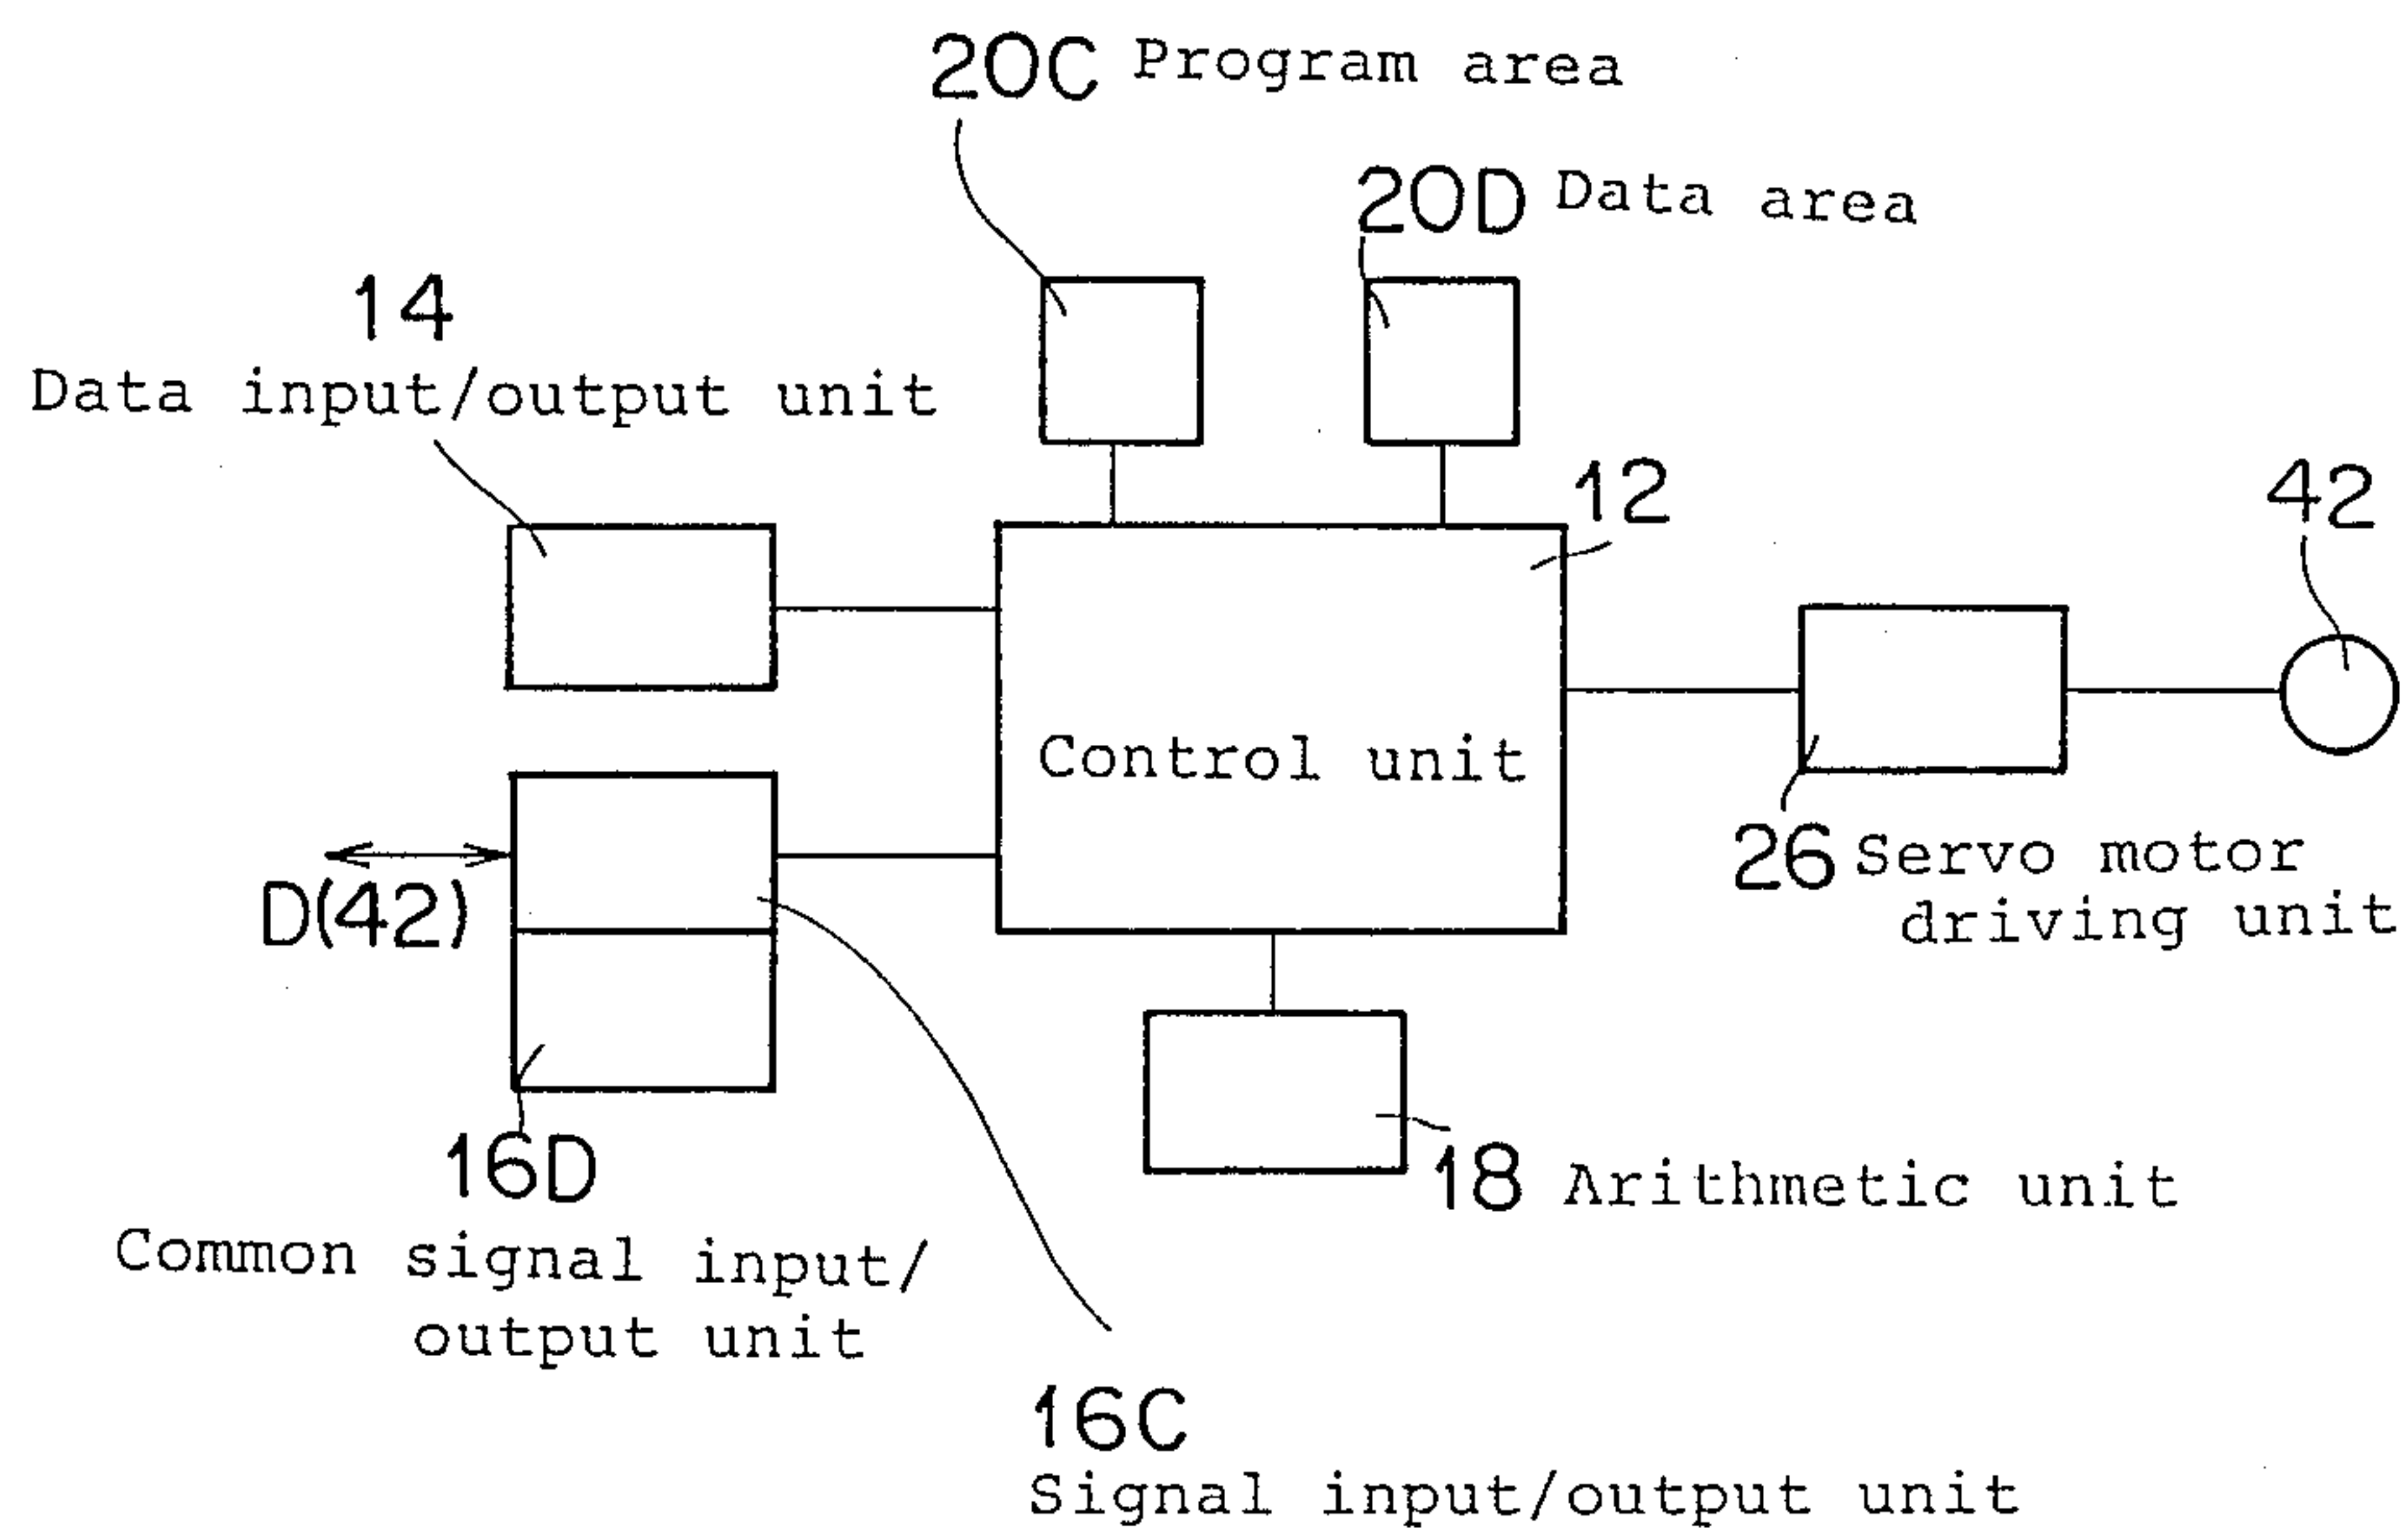 20C Program area
20D Data area
14
Data input/output unit
12
42
Control unit
D(42)
26 Servo motor
driving unit
16D
Common signal input/
output unit
18 Arithmetic unit
16C
Signal input/output unit